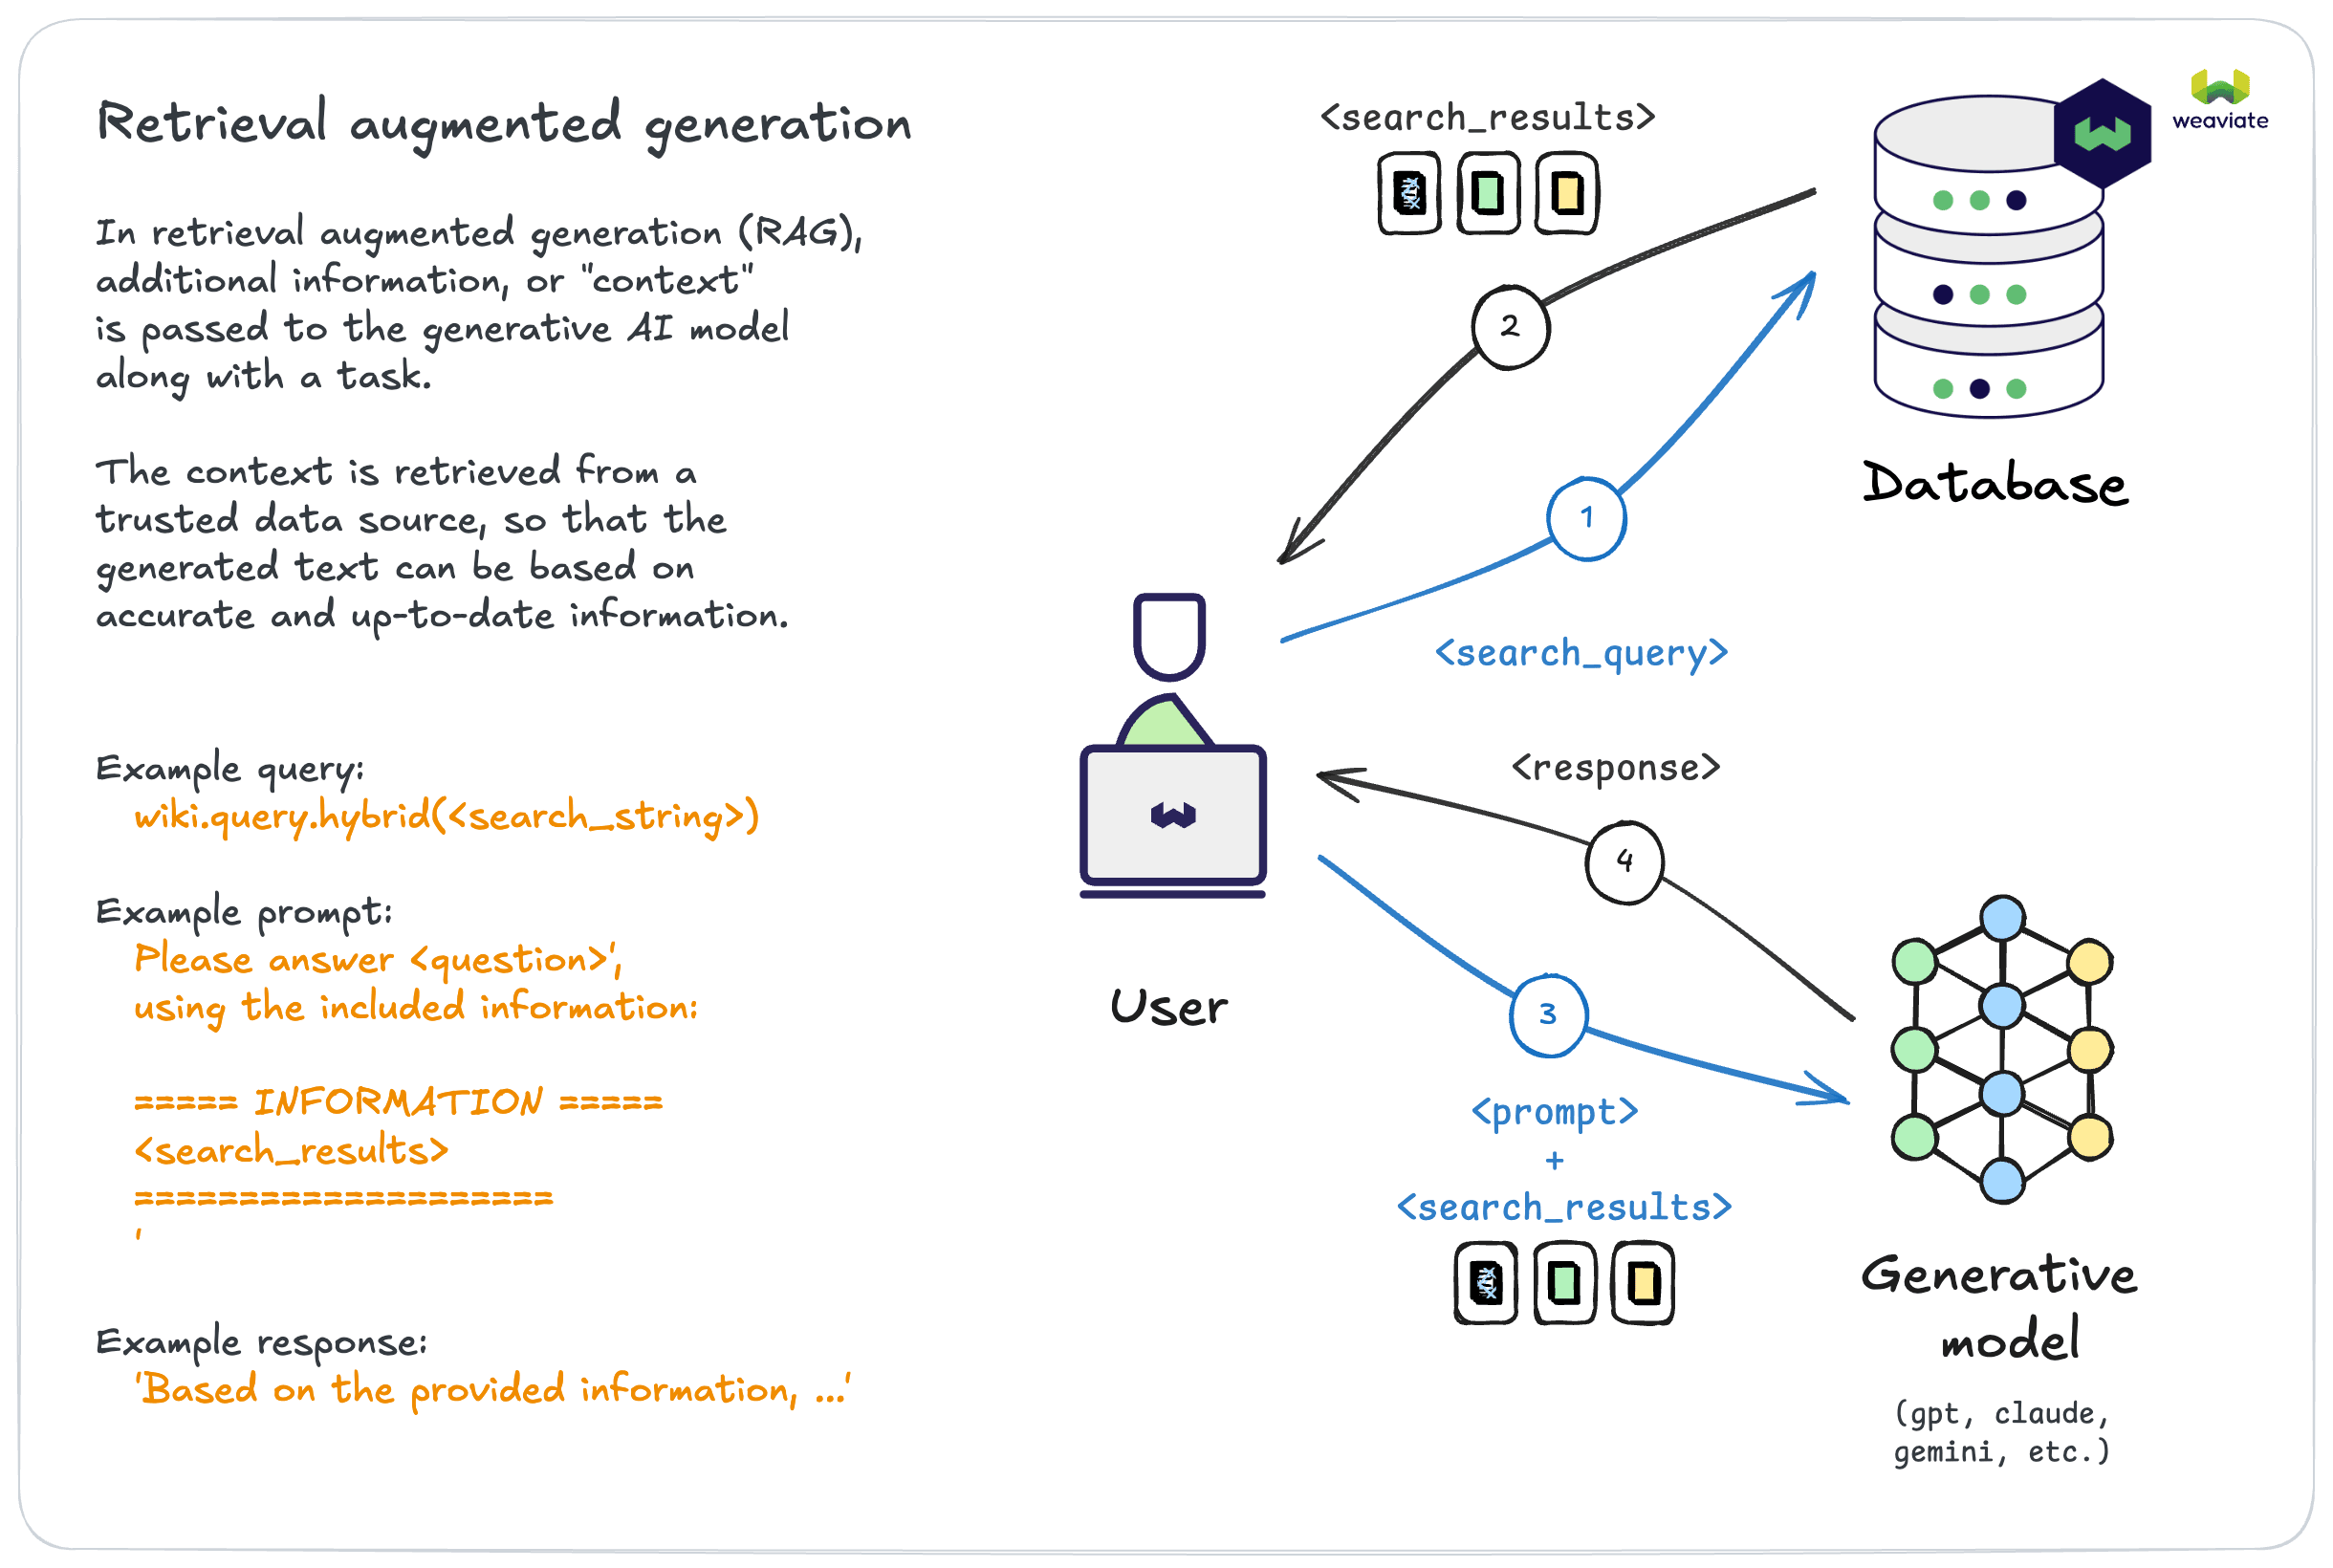 Retrieval augmented generation
In retrieval augmented generation (RAG),
additional information, or "context"
is passed to the generative AI model
along with a task.
The context is retrieved from a
trusted data source, so that the
generated text can be based on
accurate and up-to-date information.
Example query:
wiki.query.hybrid(<search_string>)
Example prompt:
Please answer <question>',
using the included information:
===== INFORMATION =====
<search_results>
====================
'
Example response:
'Based on the provided information, ...'
<search_results>
weaviate
2
1
Database
<search_query>
<response>
4
User
3
<prompt>
+
<search_results>
Generative
model
(gpt, claude,
gemini, etc.)